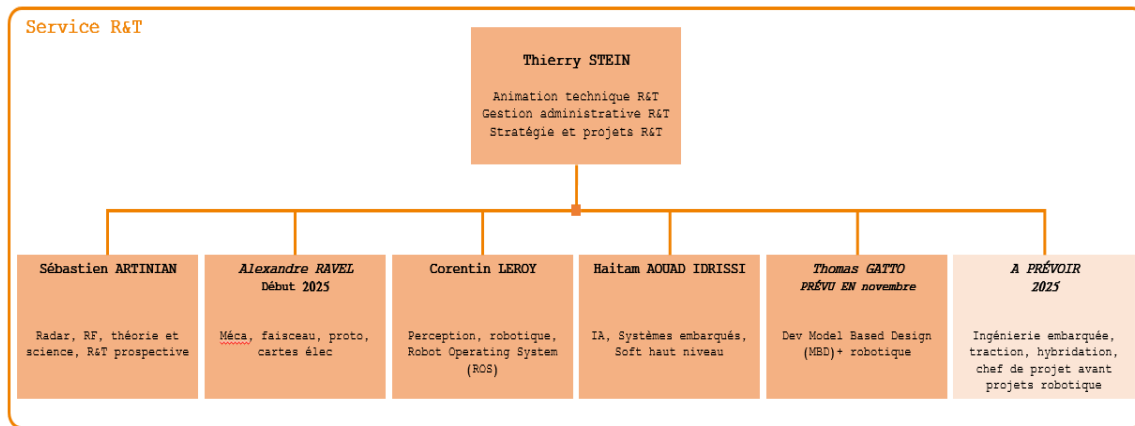 Service R&T
Thierry STEIN
Animation technique R&T
Gestion administrative R&T
Stratégie et projets R&T
Sébastien ARTINIAN
Radar, RF, théorie et
science, R&T prospective
Alexandre RAVEL
Début 2025
Méca, faisceau, proto,
cartes élec
Corentin LEROY
Perception, robotique,
Robot Operating System
(ROS)
Haitam AOUAD IDRISSI
IA, Systèmes embarqués,
Soft haut niveau
Thomas GATTO
PRÉVU EN novembre
Dev Model Based Design
(MBD)+ robotique
A PRÉVOIR
2025
Ingénierie embarquée,
traction, hybridation,
chef de projet avant
projets robotique